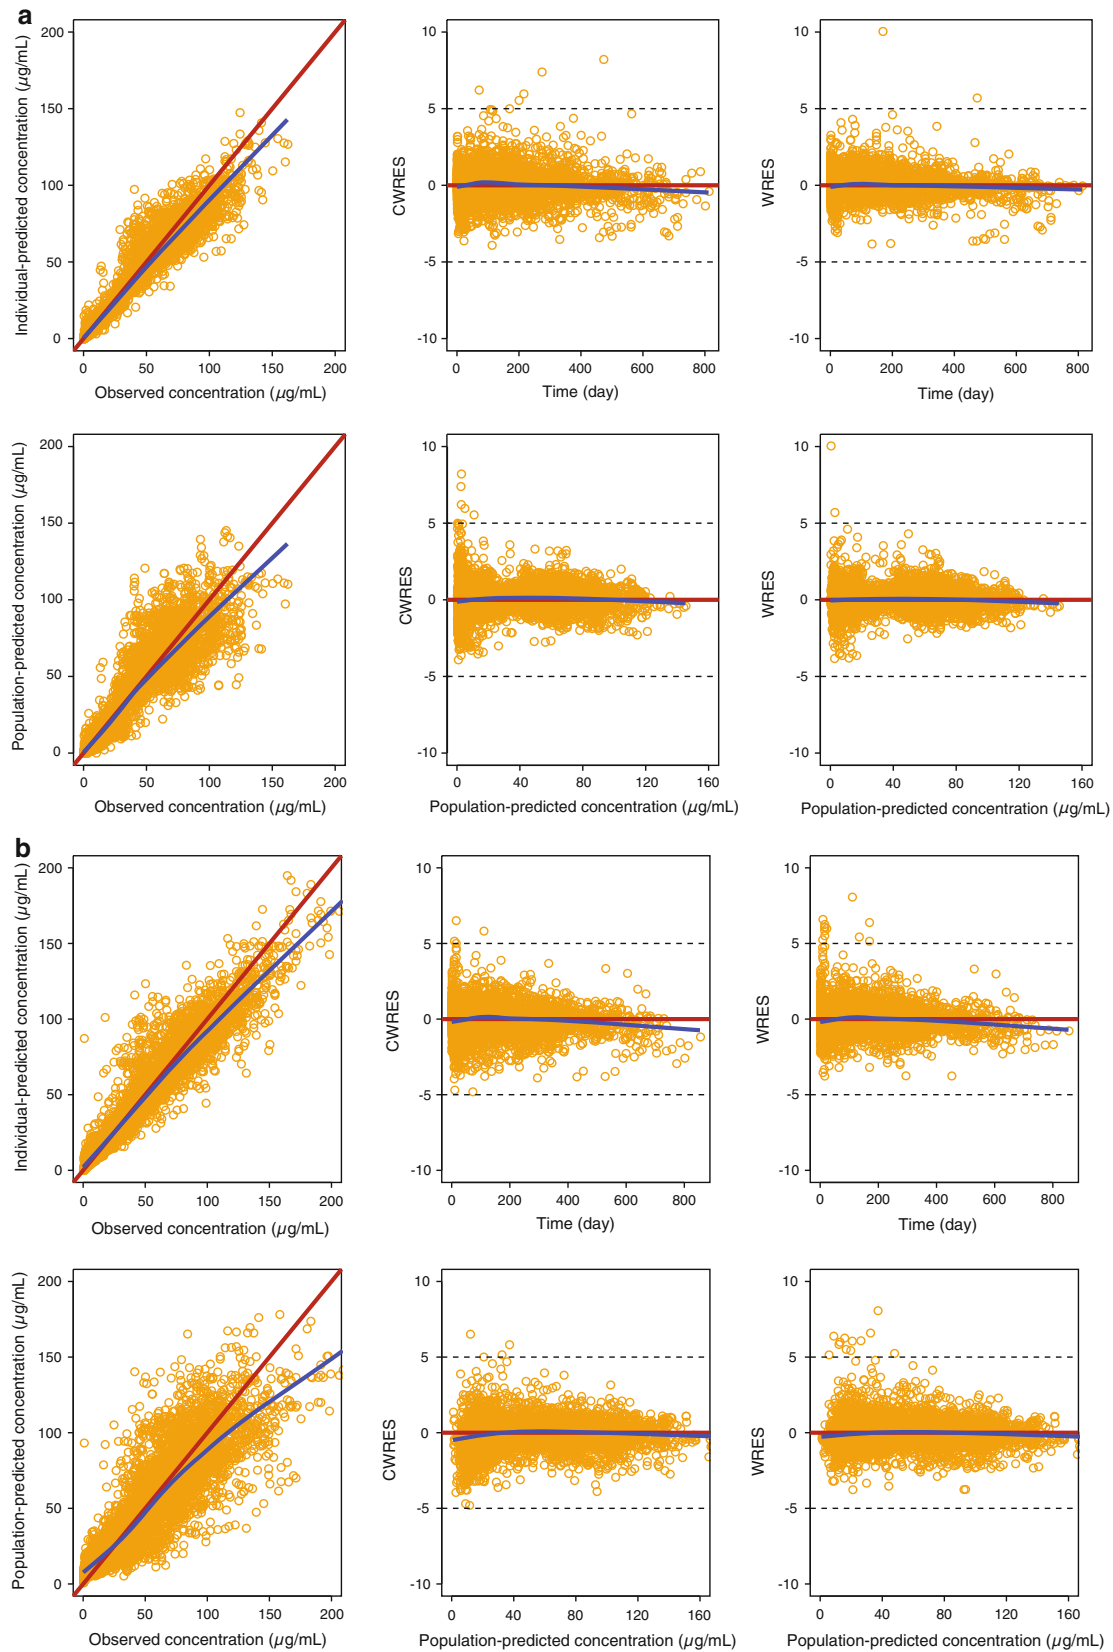 a
Individual-predicted concentration (µg/mL)
200
150
100
50
0
0 50 100 150 200
Observed concentration (µg/mL)
CWRES
10
5
0
-5
-10
0 200 400 600 800
Time (day)
WRES
10
5
0
-5
-10
0 200 400 600 800
Time (day)
Population-predicted concentration (µg/mL)
200
150
100
50
0
0 50 100 150 200
Observed concentration (µg/mL)
CWRES
10
5
0
-5
-10
0 40 80 120 160
Population-predicted concentration (µg/mL)
WRES
10
5
0
-5
-10
0 40 80 120 160
Population-predicted concentration (µg/mL)
b
Individual-predicted concentration (µg/mL)
200
150
100
50
0
0 50 100 150 200
Observed concentration (µg/mL)
CWRES
10
5
0
-5
-10
0 200 400 600 800
Time (day)
WRES
10
5
0
-5
-10
0 200 400 600 800
Time (day)
Population-predicted concentration (µg/mL)
200
150
100
50
0
0 50 100 150 200
Observed concentration (µg/mL)
CWRES
10
5
0
-5
-10
0 40 80 120 160
Population-predicted concentration (µg/mL)
WRES
10
5
0
-5
-10
0 40 80 120 160
Population-predicted concentration (µg/mL)